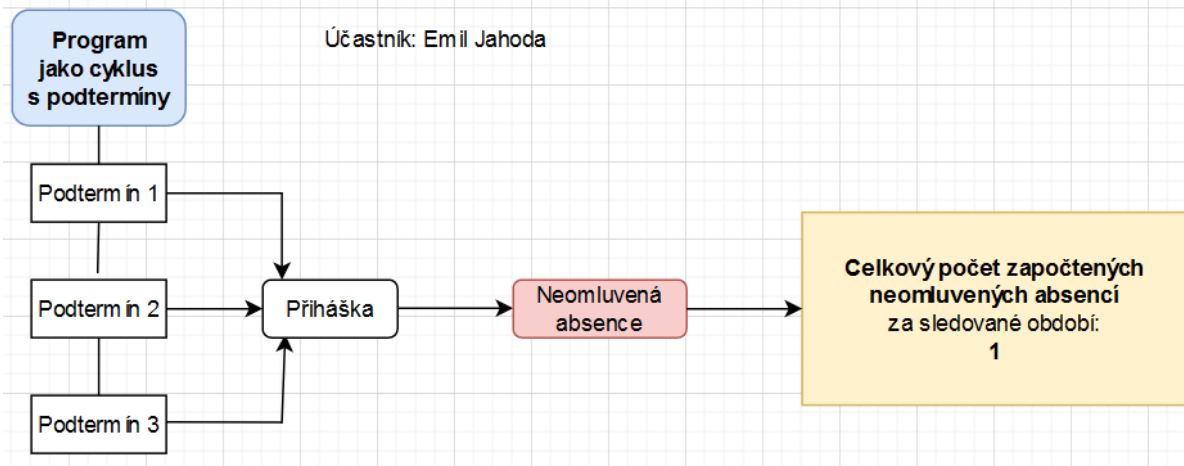 Program
jako cyklus
s podtermíny
Účastník: Emil Jahoda
Podtermín 1
Podtermín 2
Podtermín 3
Přihláška
Neomluvená
absence
Celkový počet započtených
neomluvených absencí
za sledované období:
1